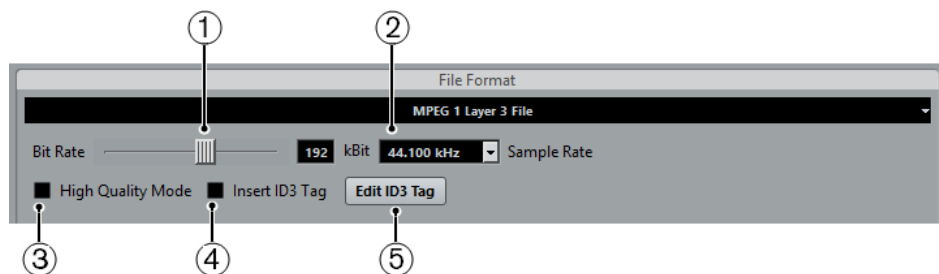 ① ②
File Format
MPEG 1 Layer 3 File
Bit Rate 192 kBit 44.100 kHz Sample Rate
High Quality Mode Insert ID3 Tag Edit ID3 Tag
③ ④ ⑤